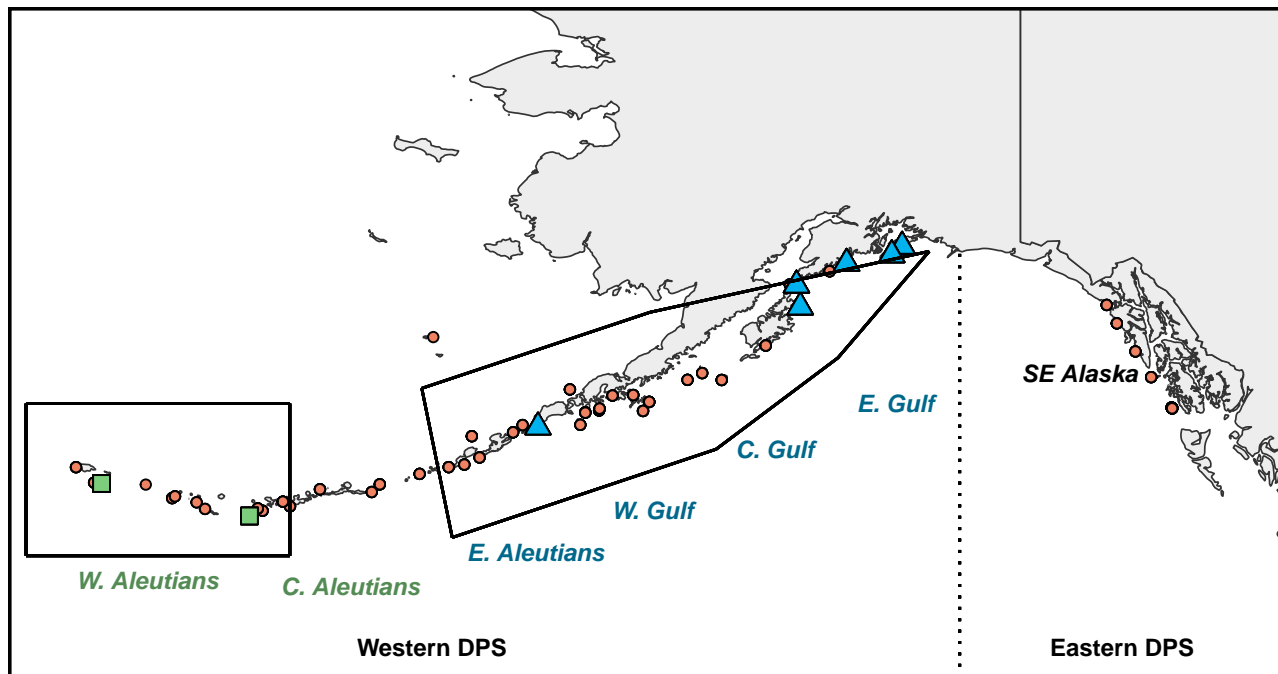 SE Alaska
E. Gulf
C. Gulf
W. Gulf
E. Aleutians
W. Aleutians
C. Aleutians
Western DPS
Eastern DPS